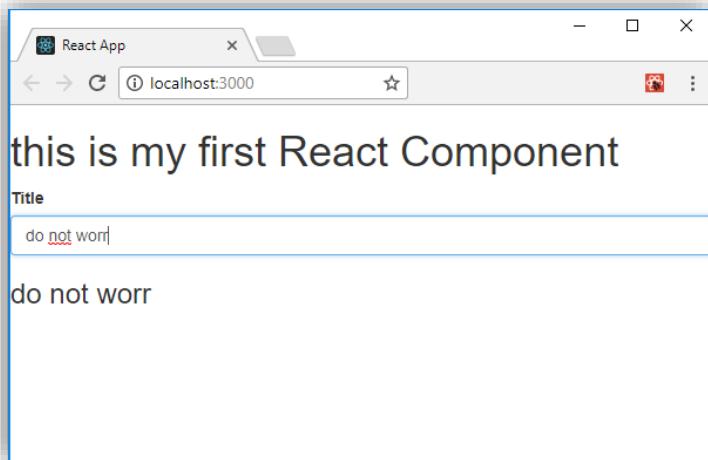 React App
localhost:3000
this is my first React Component
Title
do not worr
do not worr